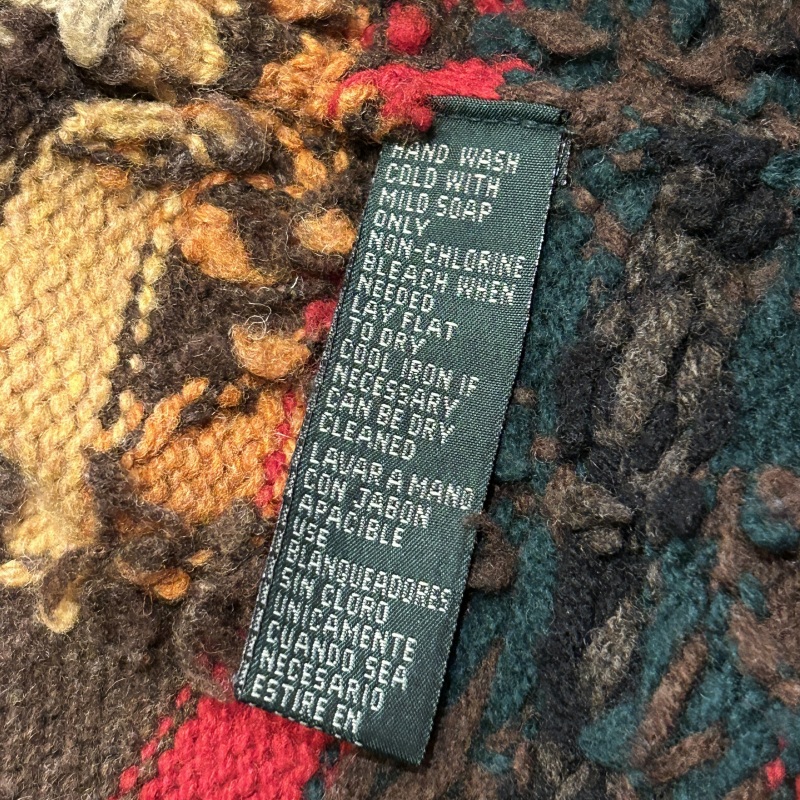 HAND WASH
COLD WITH
MILD SOAP
ONLY
NON-CHLORINE
BLEACH WHEN
NEEDED
LAY FLAT
TO DRY
COOL IRON IF
NECESSARY
CAN BE DRY
CLEANED
LAVAR A MANO
CON JABON
APACIBLE
USE
BLANQUEADORES
SIN CLORO
UNICAMENTE
CUANDO SEA
NECESARIO
ESTIRE EN